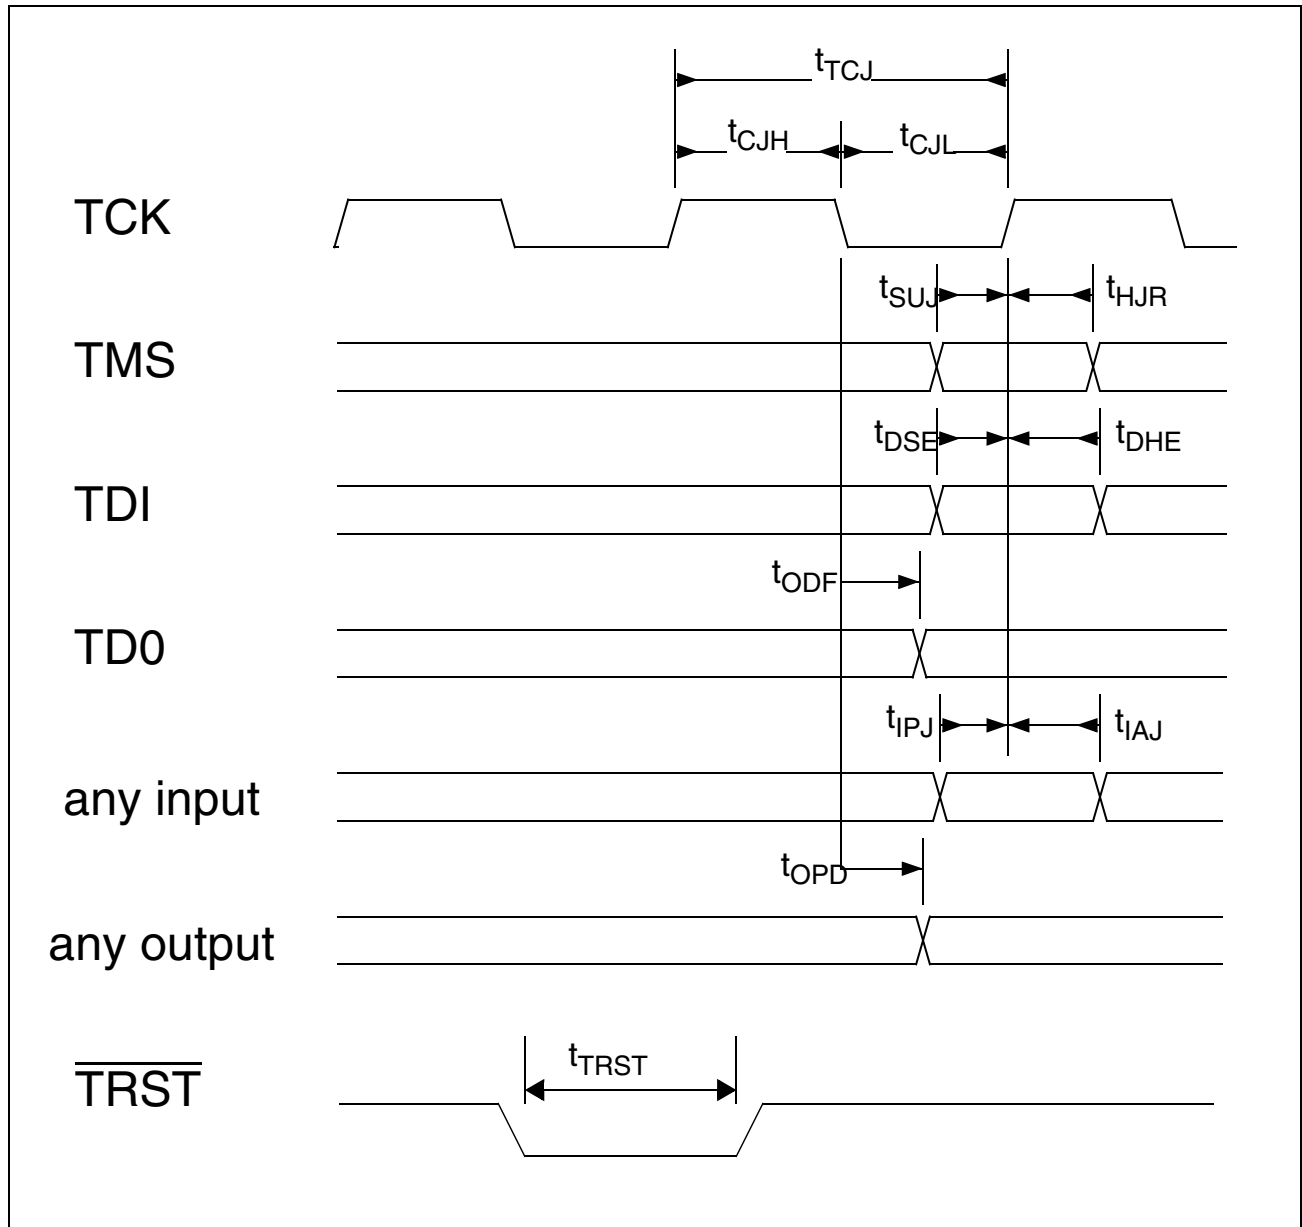 tTCJ
tCJH tCJL
TCK
tSUJ tHJR
TMS
tDSE tDHE
TDI
tODF
TD0
tIPJ tIAJ
any input
tOPD
any output
tTRST
TRST